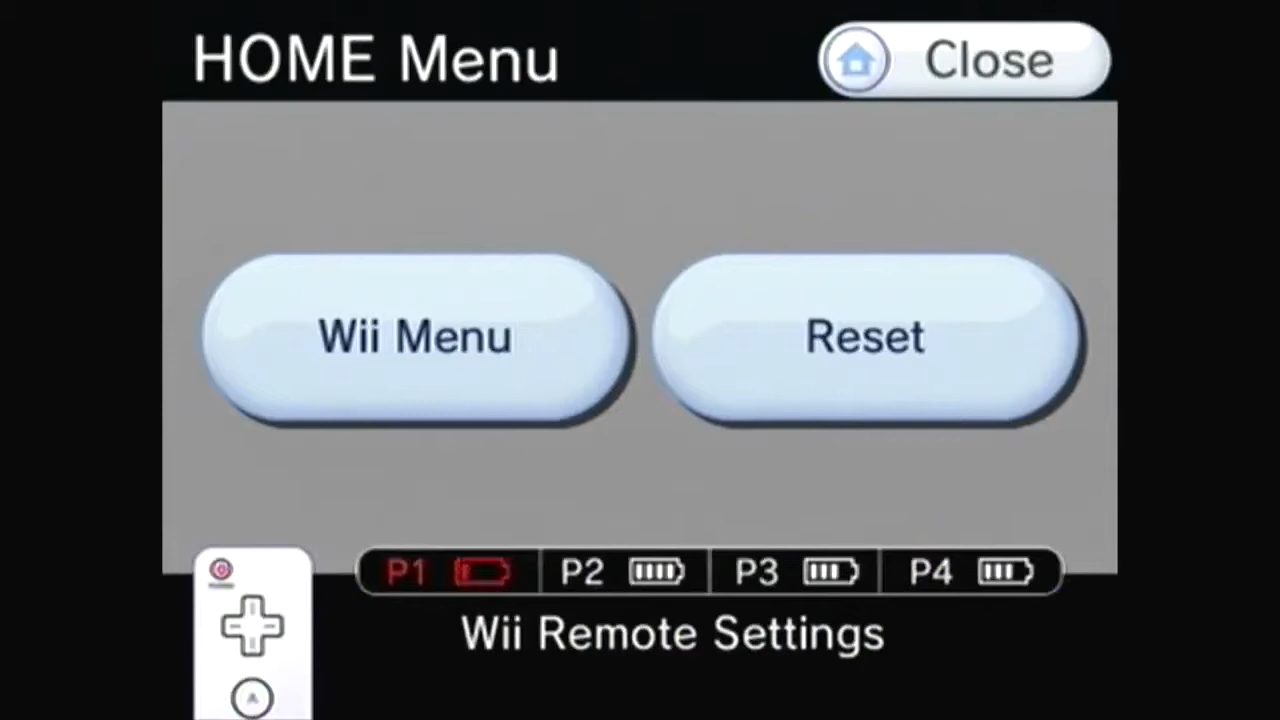 HOME Menu
Close
Wii Menu
Reset
P1 P2 P3 P4
Wii Remote Settings
A